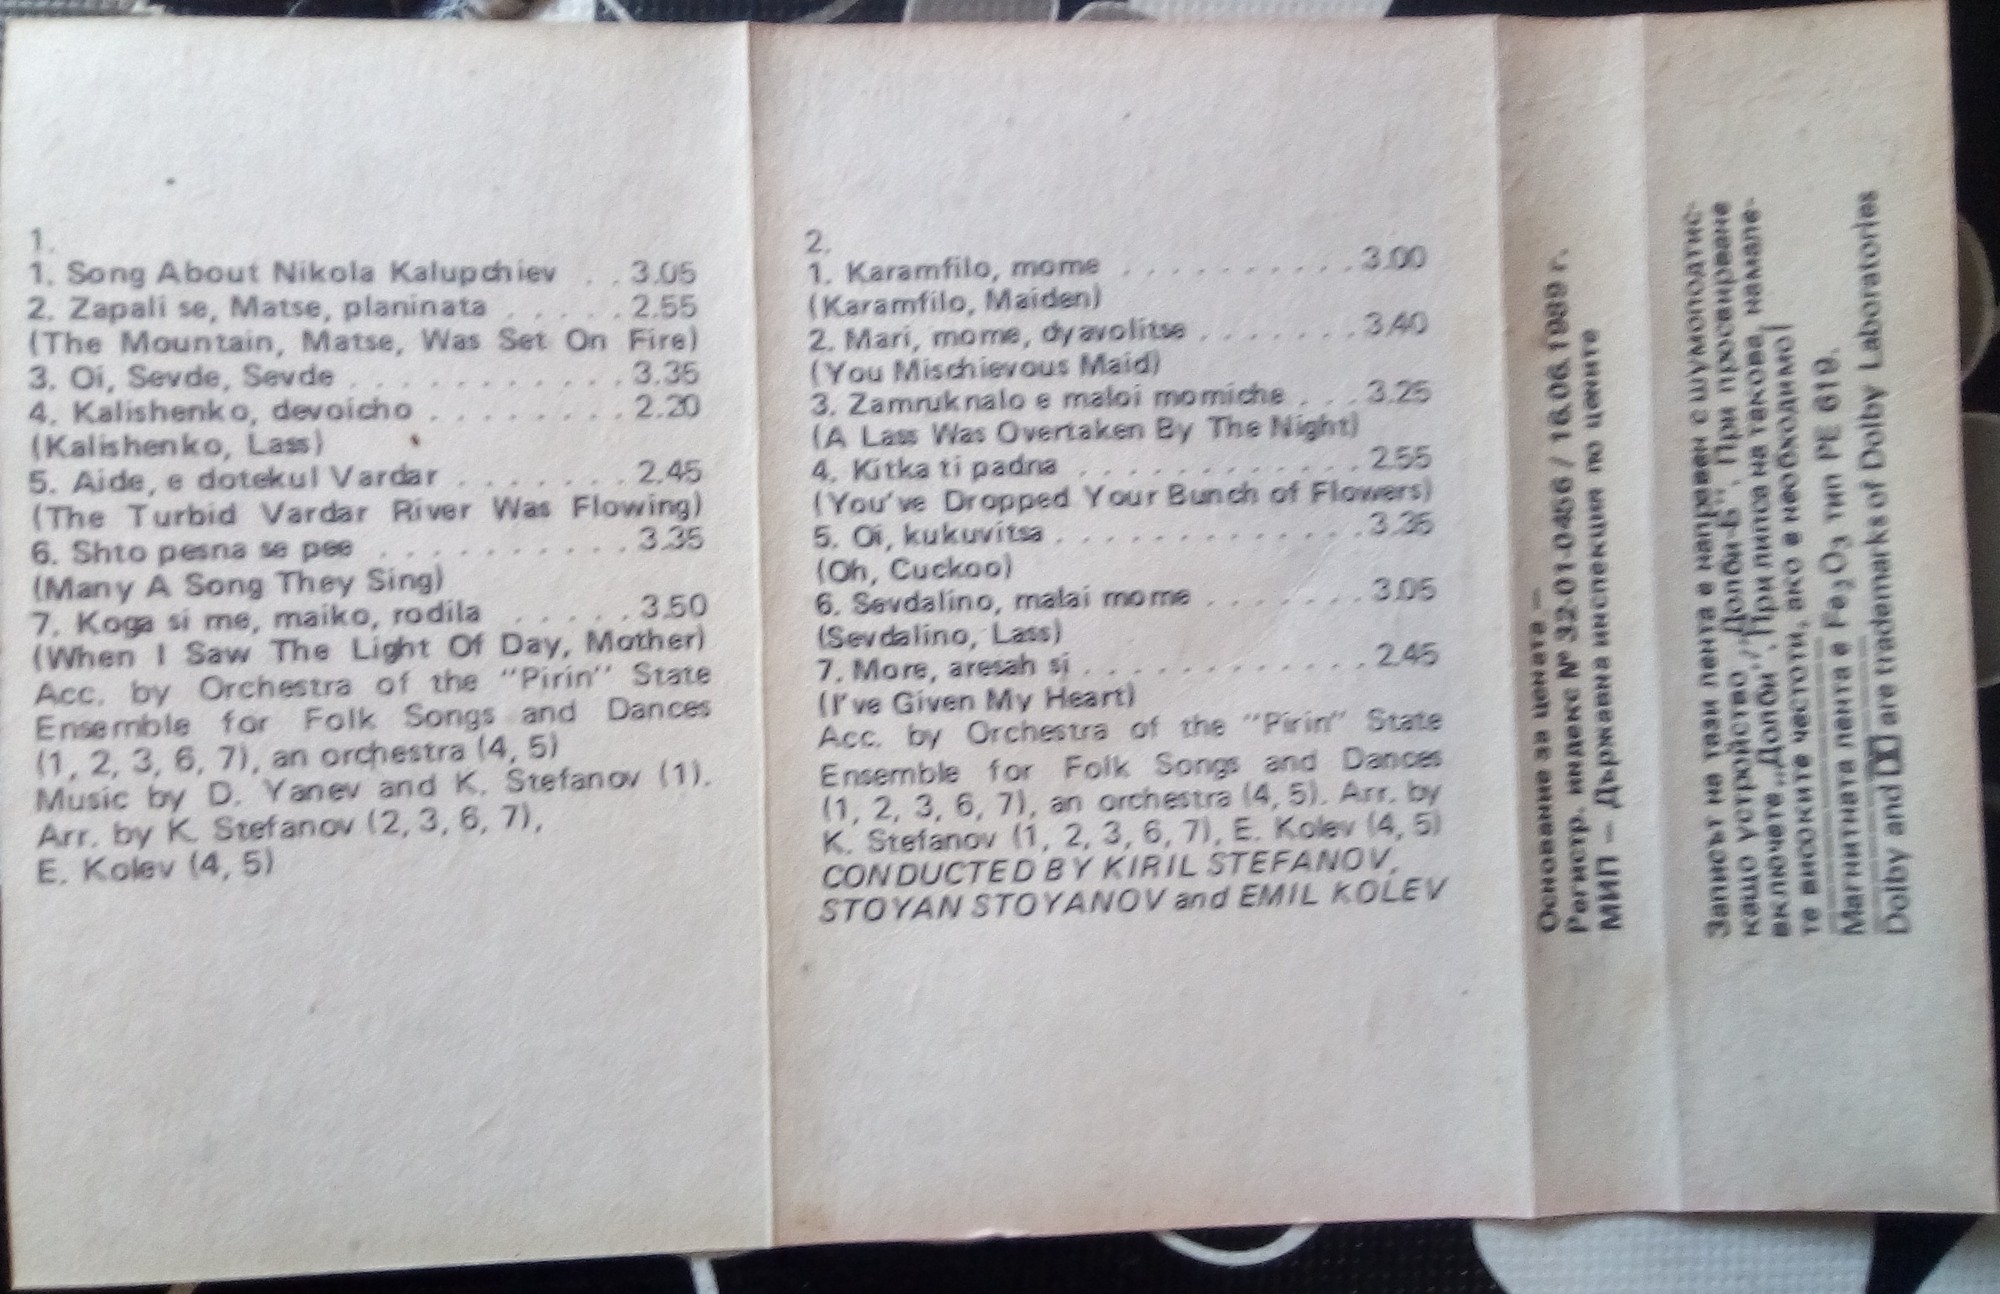 1.
1. Song About Nikola Kalupchiev . . 3.05
2. Zapali se, Matse, planinata . . . . . 2.55
(The Mountain, Matse, Was Set On Fire)
3. Oi, Sevde, Sevde . . . . . . . . . . . 3.35
4. Kalishenko, devoicho . . . . . . . 2.20
(Kalishenko, Lass)
5. Aide, e dotekul Vardar . . . . . . . 2.45
(The Turbid Vardar River Was Flowing)
6. Shto pesna se pee . . . . . . . . . . 3.35
(Many A Song They Sing)
7. Koga si me, maiko, rodila . . . . . 3.50
(When I Saw The Light Of Day, Mother)
Acc. by Orchestra of the "Pirin" State
Ensemble for Folk Songs and Dances
(1, 2, 3, 6, 7), an orchestra (4, 5)
Music by D. Yanev and K. Stefanov (1).
Arr. by K. Stefanov (2, 3, 6, 7),
E. Kolev (4, 5)
2.
1. Karamfilo, mome . . . . . . . . . . 3.00
(Karamfilo, Maiden)
2. Mari, mome, dyavolitse . . . . . . . 3.40
(You Mischievous Maid)
3. Zamruknalo e maloi momiche . . . 3.25
(A Lass Was Overtaken By The Night)
4. Kitka ti padna . . . . . . . . . . . . 2.55
(You've Dropped Your Bunch of Flowers)
5. Oi, kukuvitsa . . . . . . . . . . . . . 3.35
(Oh, Cuckoo)
6. Sevdalino, malai mome . . . . . . . 3.05
(Sevdalino, Lass)
7. More, aresah si . . . . . . . . . . . . 2.45
(I've Given My Heart)
Acc. by Orchestra of the "Pirin" State
Ensemble for Folk Songs and Dances
(1, 2, 3, 6, 7), an orchestra (4, 5). Arr. by
K. Stefanov (1, 2, 3, 6, 7), E. Kolev (4, 5)
CONDUCTED BY KIRIL STEFANOV,
STOYAN STOYANOV and EMIL KOLEV
Основание за цената —
Регистр. индекс № 32-01-0456 / 16.06.1989 г.
МИП — Държавна инспекция по цените
Записът на тази лента е направен с шумоподтис-
кащо устройство „Долби-Б". При просвирване
включете „Долби". При липса на такова, намале-
те високите честоти, ако е необходимо!
Магнитната лента е Fe2O3 тип PE 619.
Dolby and DD are trademarks of Dolby Laboratories